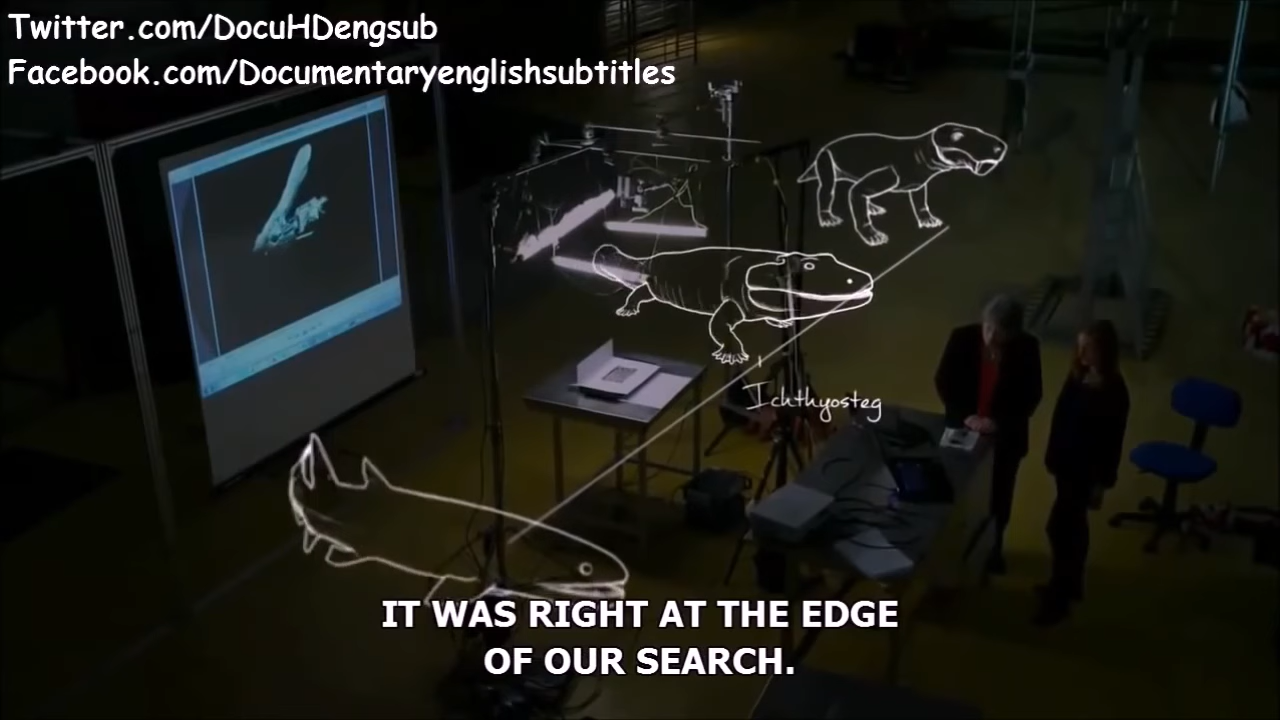 Twitter.com/DocuHDengsub
Facebook.com/Documentaryenglishsubtitles
Ichthyosteg
IT WAS RIGHT AT THE EDGE
OF OUR SEARCH.